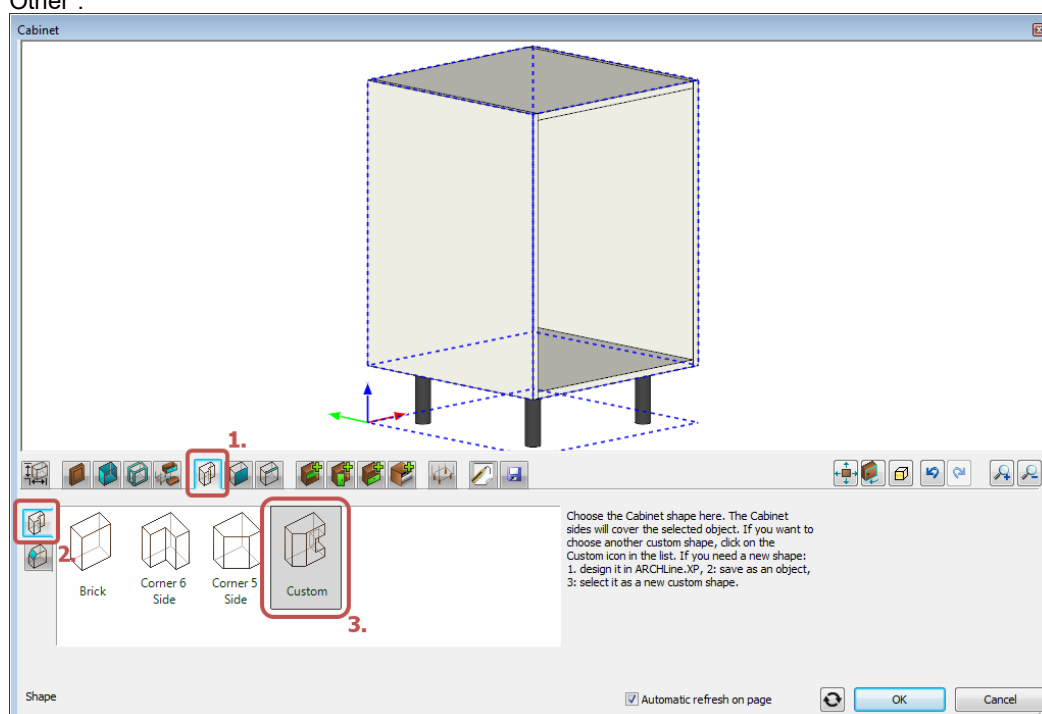 Other".
Cabinet
1.
2.
Brick
Corner 6
Side
Corner 5
Side
Custom
3.
Choose the Cabinet shape here. The Cabinet
sides will cover the selected object. If you want to
choose another custom shape, click on the
Custom icon in the list. If you need a new shape:
1. design it in ARCHLine.XP, 2: save as an object,
3: select it as a new custom shape.
Shape
Automatic refresh on page
OK
Cancel